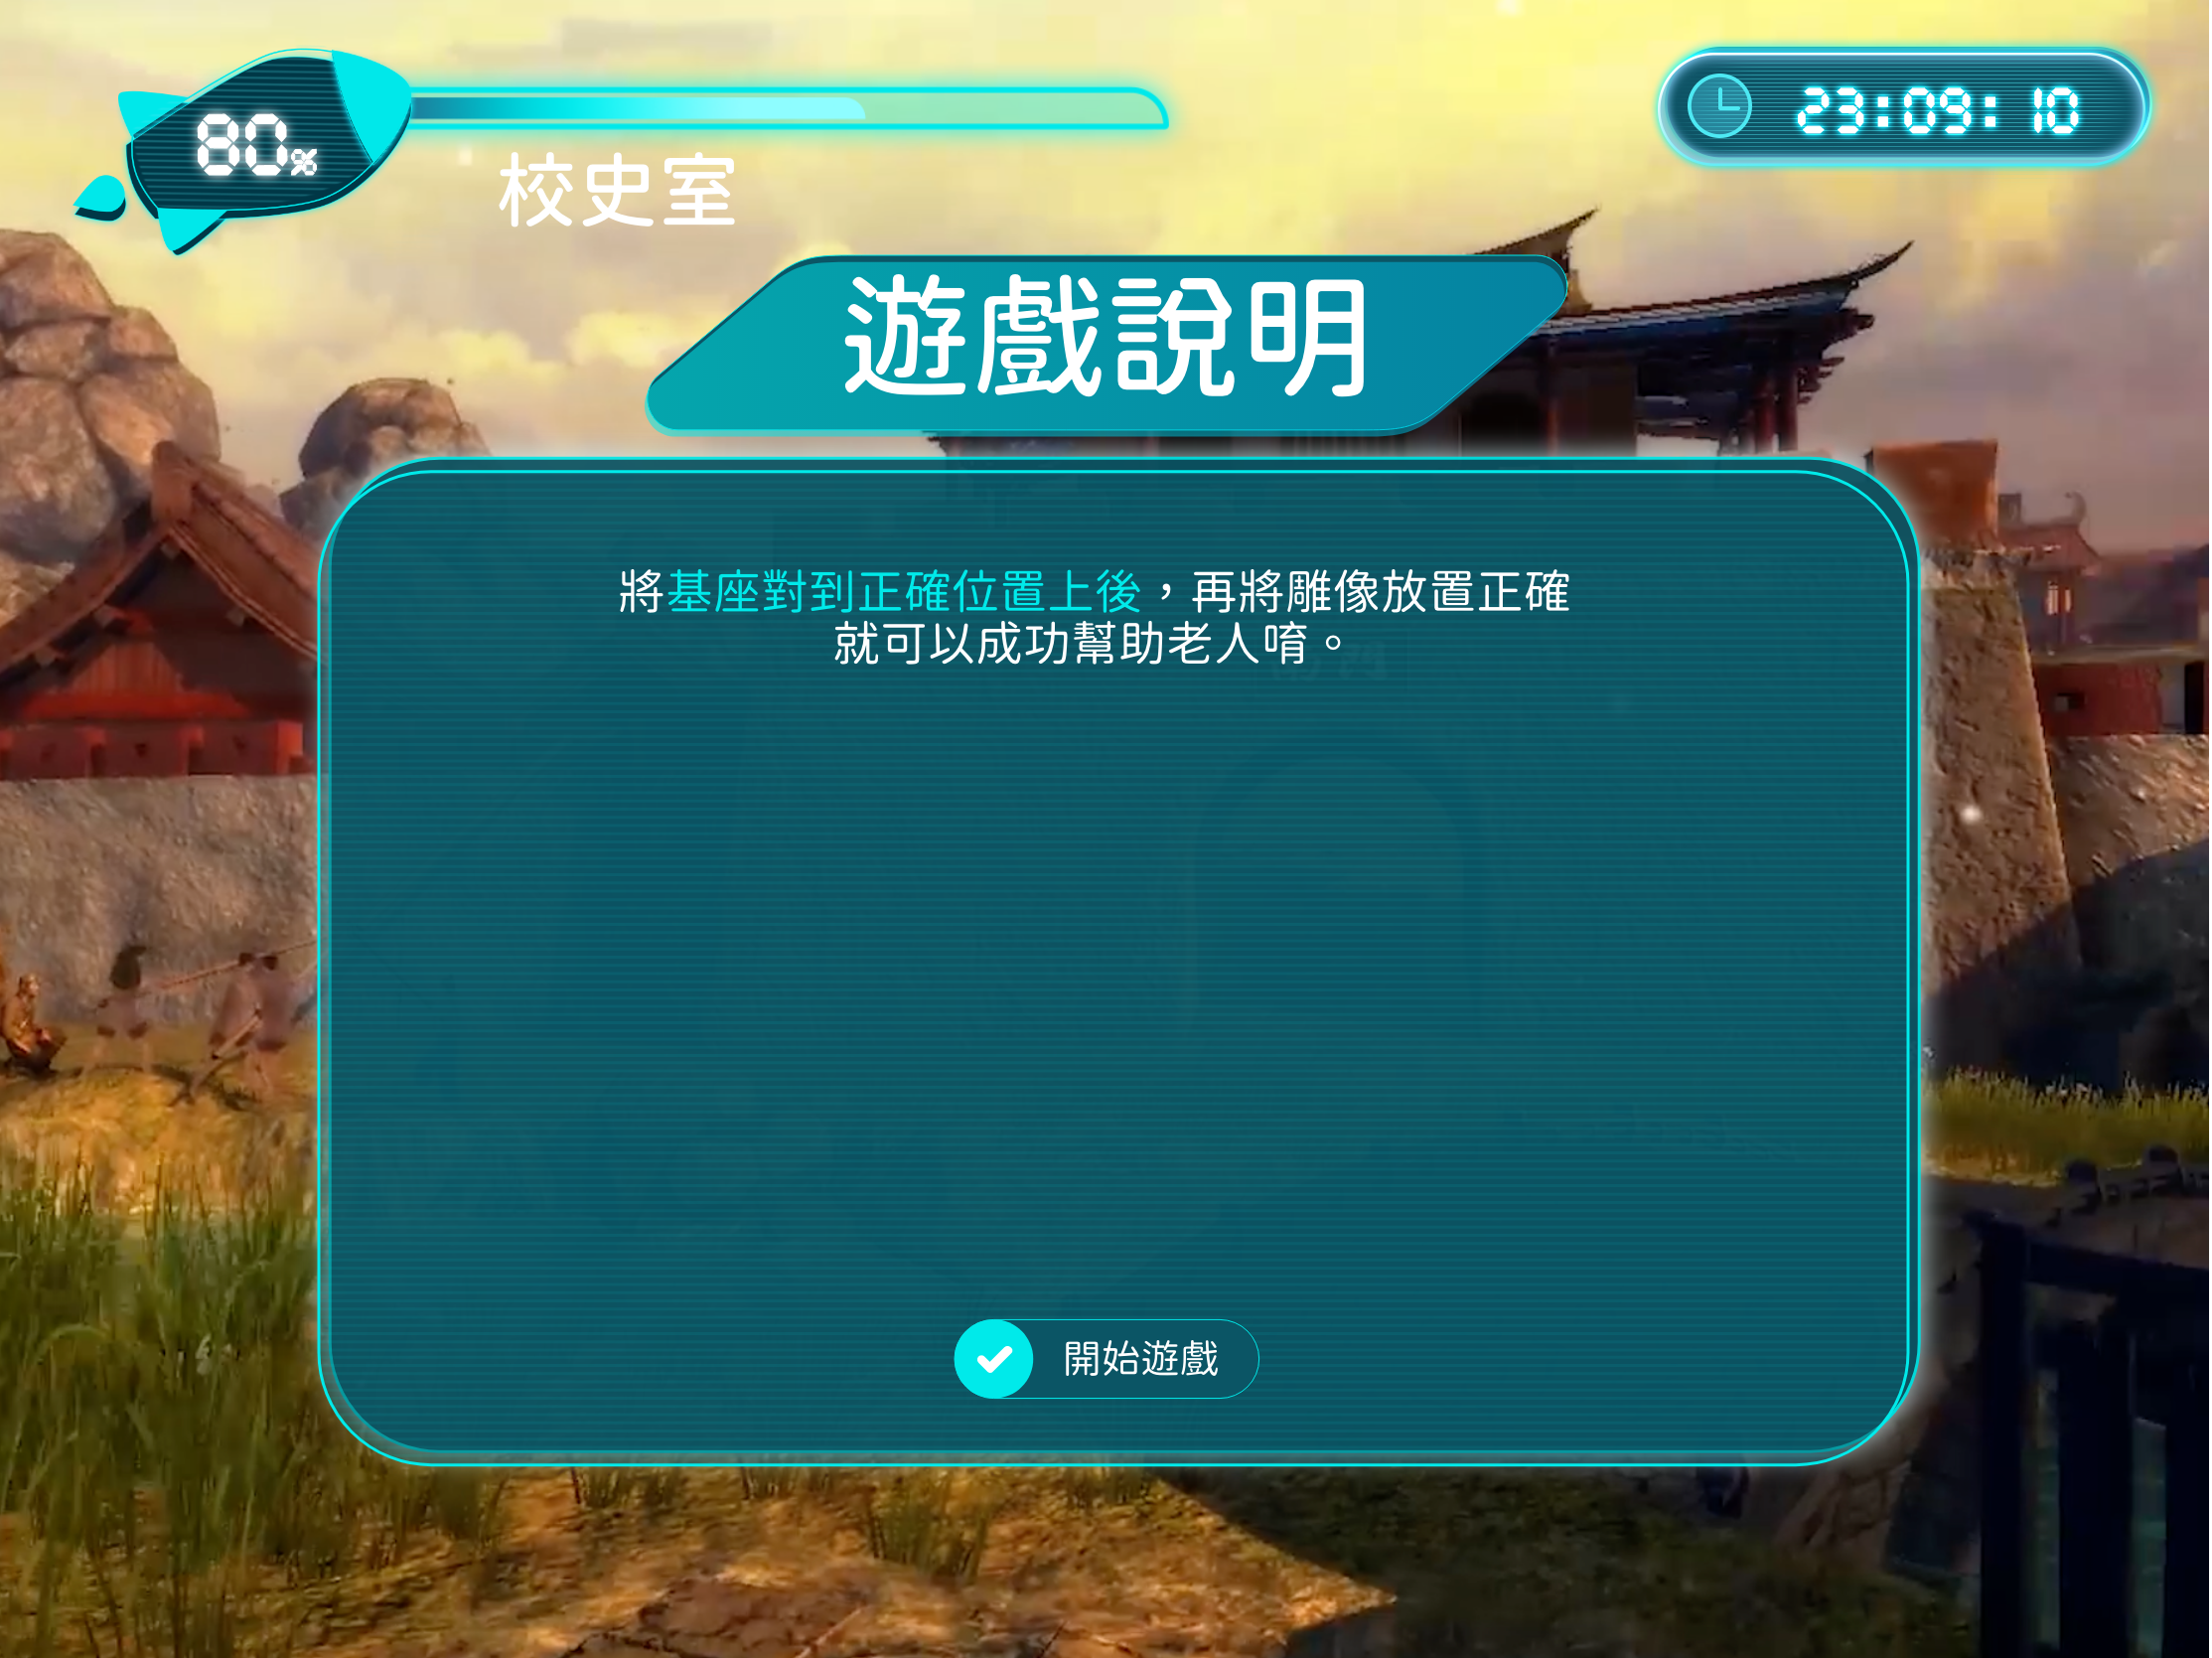 80%
23:09:10
校史室
遊戲說明
將基座對到正確位置上後，再將雕像放置正確
就可以成功幫助老人唷。
開始遊戲